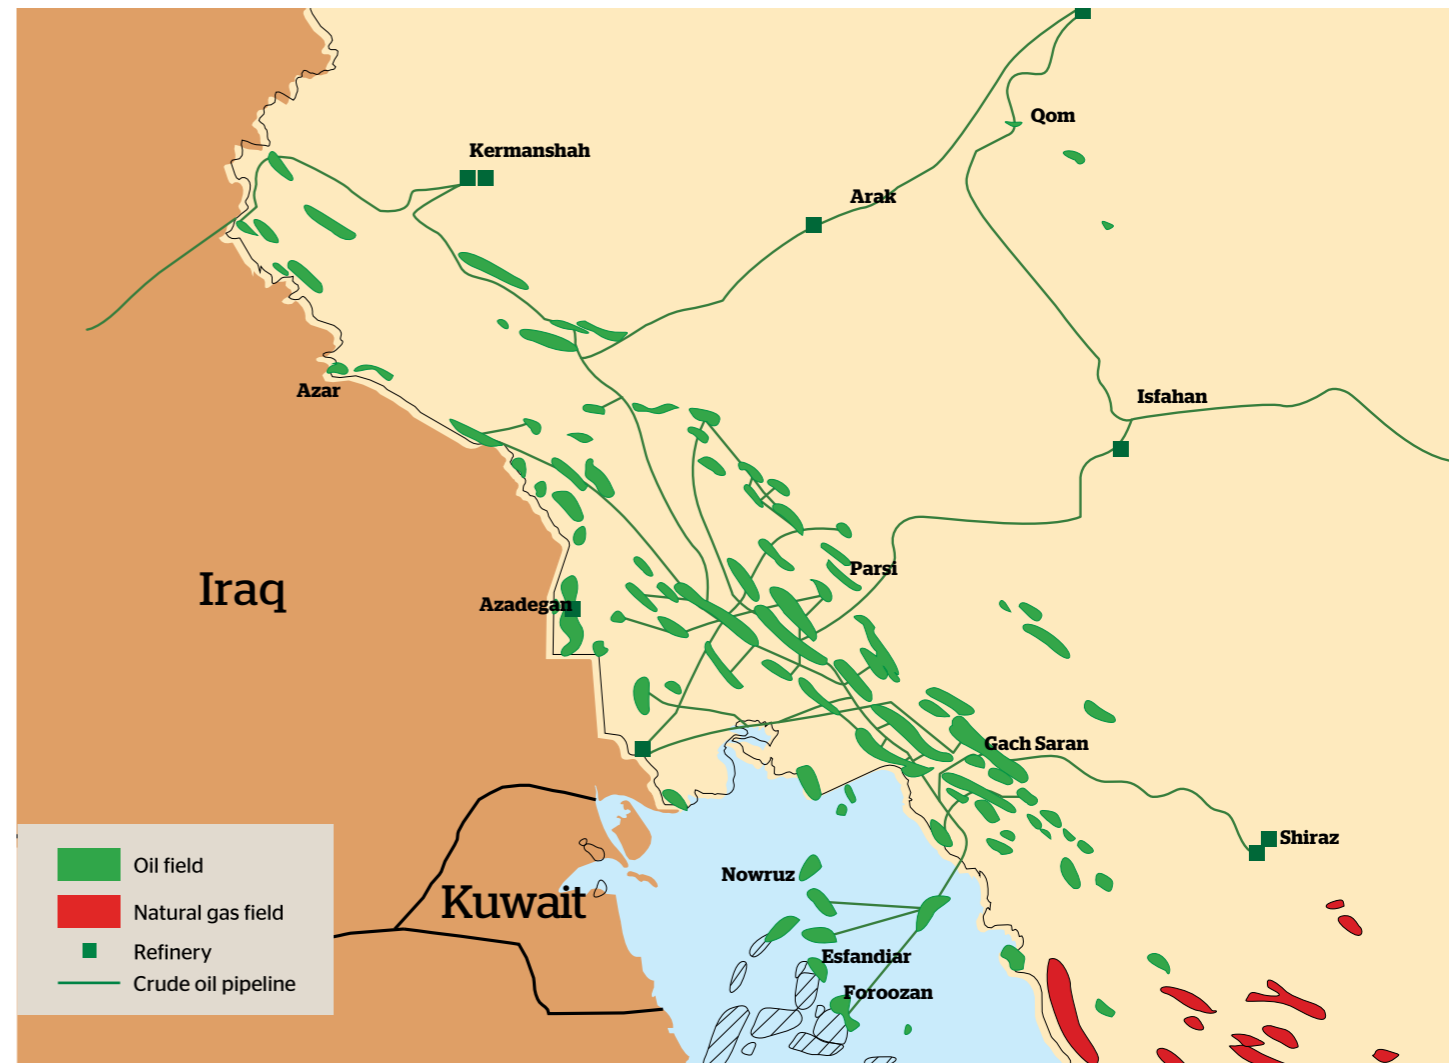 Qom
Kermanshah
Arak
Azar
Isfahan
Parsi
Iraq
Azadegan
Gach Saran
Shiraz
Nowruz
Kuwait
Esfandiar
Foroozan
Oil field
Natural gas field
Refinery
Crude oil pipeline